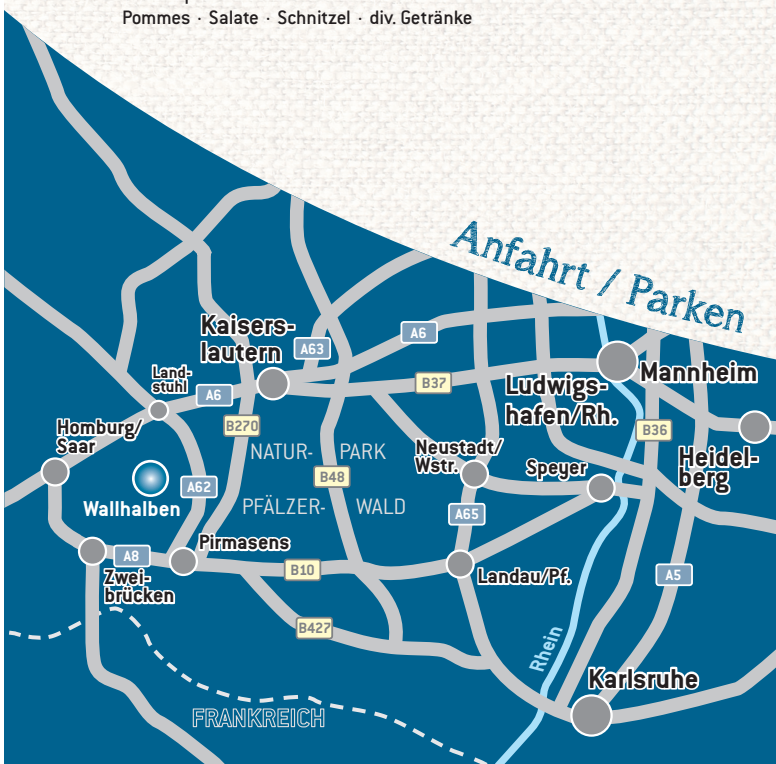 Pommes · Salate · Schnitzel · div. Getränke
Anfahrt / Parken
Kaisers-
lautern
A63
A6
Land-
stuhl
A6
B37
Mannheim
Ludwigs-
hafen/Rh.
Homburg/
Saar
B270
B36
NATUR- PARK
Neustadt/
Wstr.
Heidel-
berg
Speyer
A62
B48
Wallhalben
PFÄLZER- WALD
A65
Pirmasens
A8
B10
Landau/Pf.
A5
Zwei-
brücken
B427
Rhein
Karlsruhe
FRANKREICH